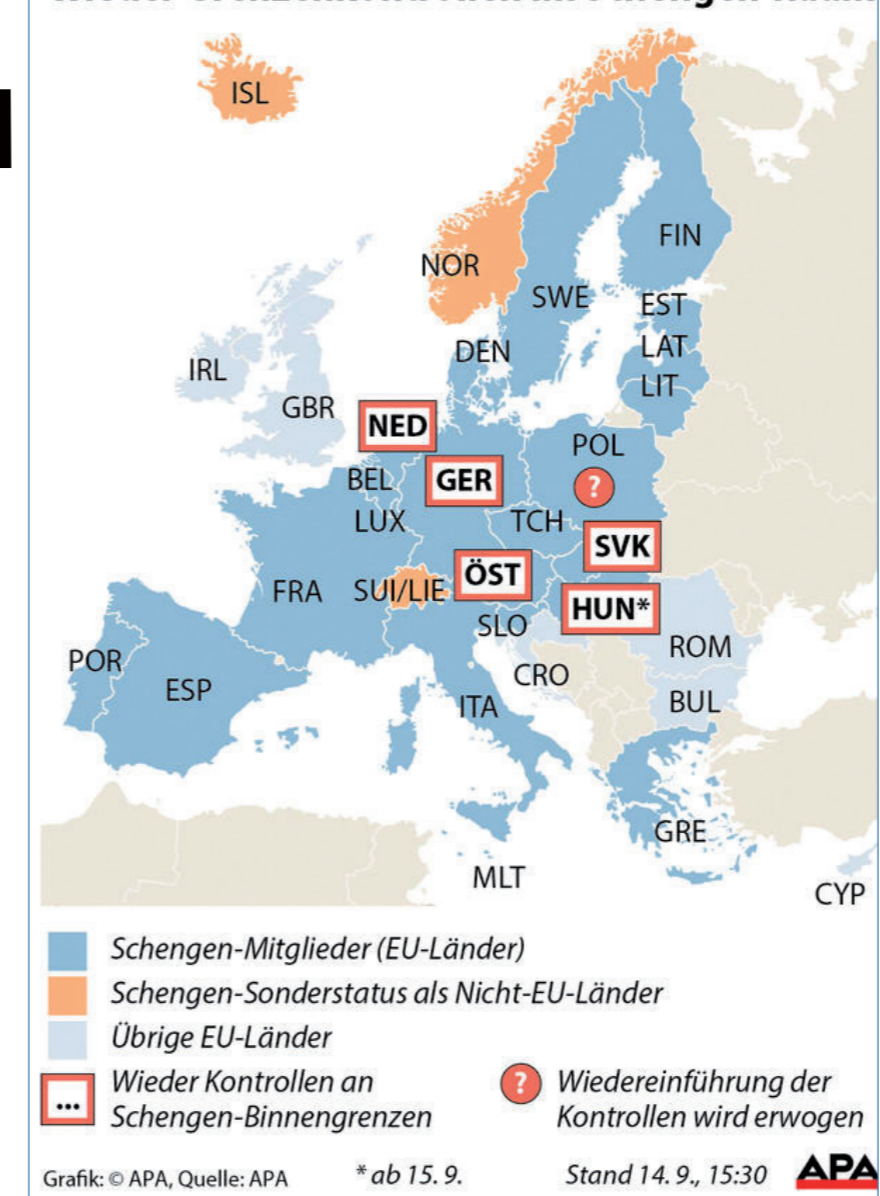 ISL
NOR
FIN
SWE
EST
DEN
LAT
IRL
LIT
GBR
NED
POL
BEL
GER
?
LUX
TCH
SVK
ÖST
FRA
SUI/LIE
HUN*
SLO
ROM
POR
CRO
ESP
BUL
ITA
GRE
MLT
CYP
Schengen-Mitglieder (EU-Länder)
Schengen-Sonderstatus als Nicht-EU-Länder
Übrige EU-Länder
...
Wieder Kontrollen an
Schengen-Binnengrenzen
?
Wiedereinführung der
Kontrollen wird erwogen
Grafik: © APA, Quelle: APA
* ab 15. 9.
Stand 14. 9., 15:30
APA